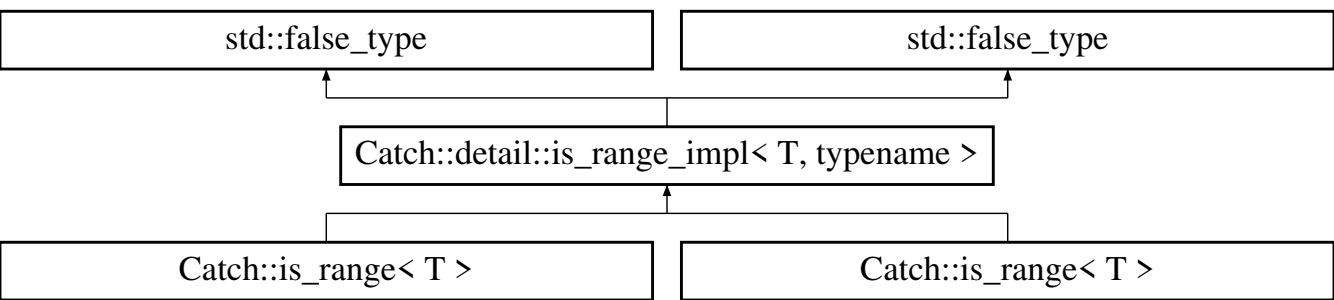 std::false_type
std::false_type
Catch::detail::is_range_impl< T, typename >
Catch::is_range< T >
Catch::is_range< T >